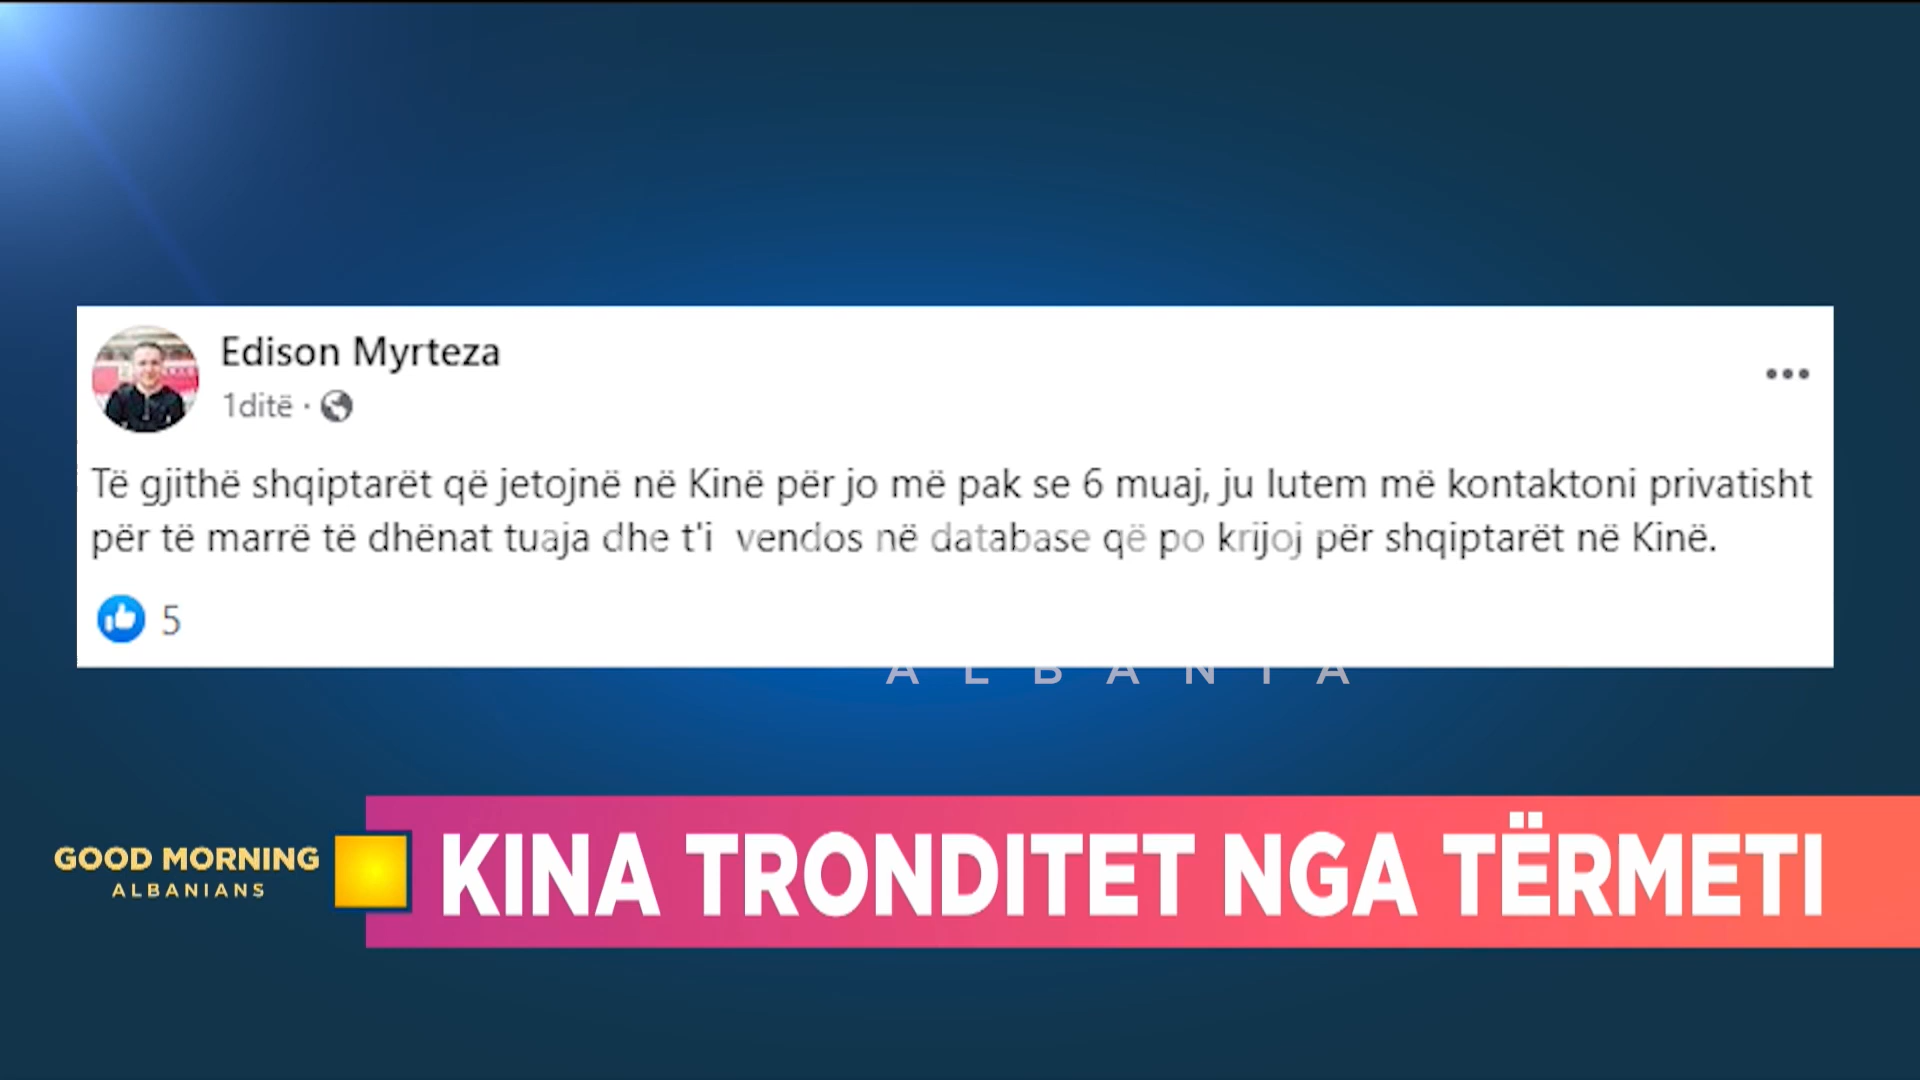 Edison Myrteza
1ditë ·
Të gjithë shqiptarët që jetojnë në Kinë për jo më pak se 6 muaj, ju lutem më kontaktoni privatisht
për të marrë të dhënat tuaja dhe t'i vendos në database që po krijoj për shqiptarët në Kinë.
5
ALBANIA
GOOD MORNING
ALBANIANS
KINA TRONDITET NGA TËRMETI